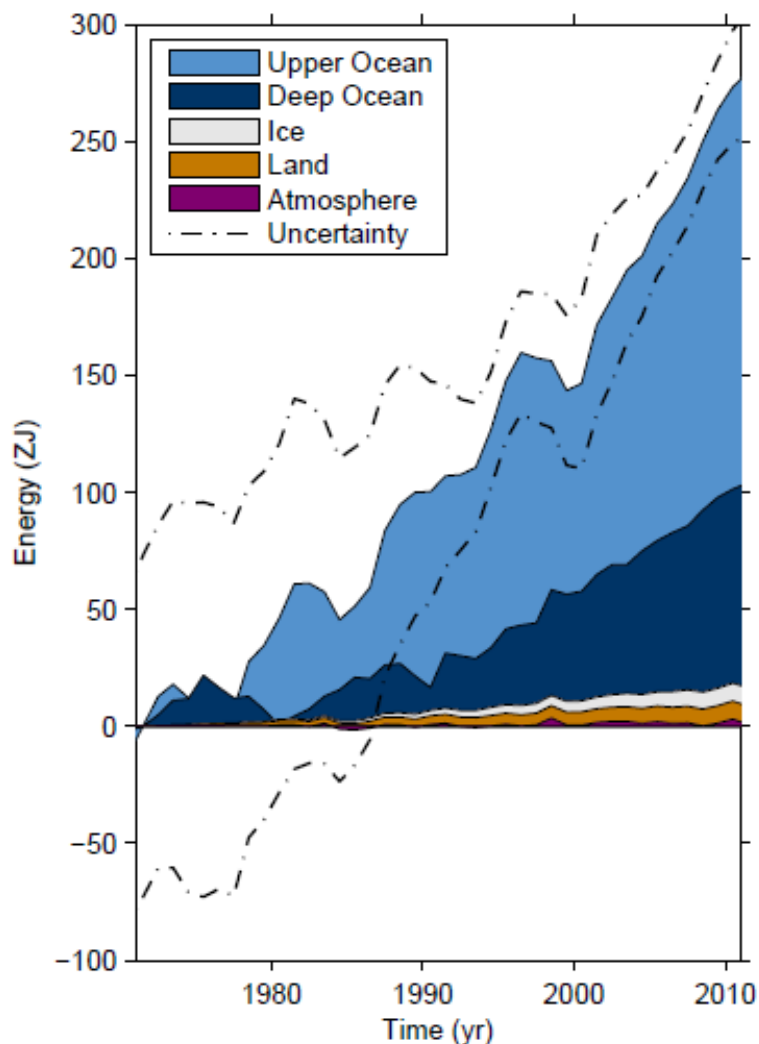 300
250
200
150
100
50
0
−50
−100
Energy (ZJ)
Upper Ocean
Deep Ocean
Ice
Land
Atmosphere
Uncertainty
1980
1990
2000
2010
Time (yr)